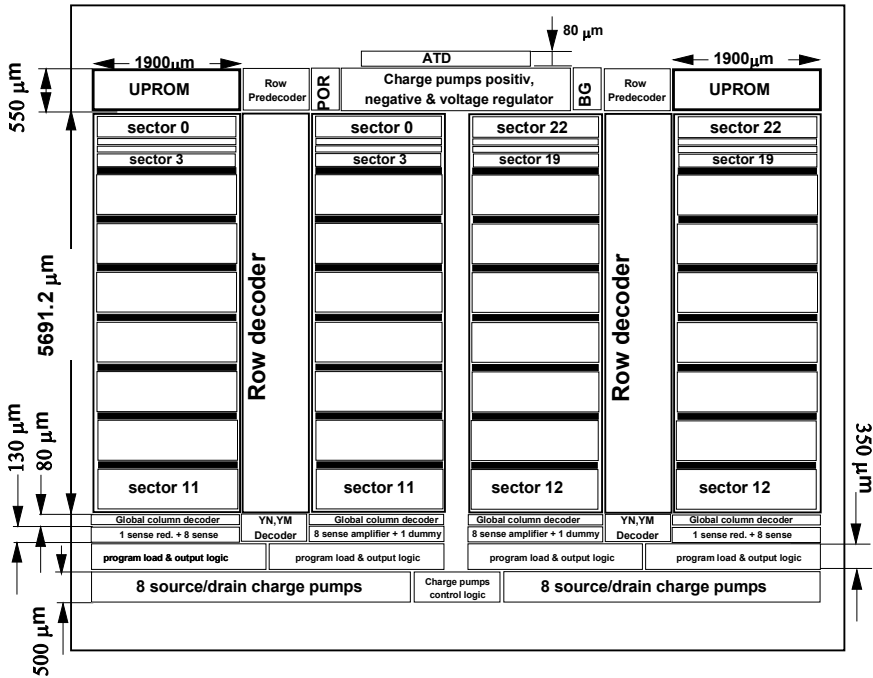 80 μm
ATD
1900μm
1900μm
550 μm
UPROM
Row
Predecoder
POR
Charge pumps positiv,
negative & voltage regulator
BG
Row
Predecoder
UPROM
sector 0
sector 0
sector 22
sector 22
sector 3
sector 3
sector 19
sector 19
5691.2 μm
Row decoder
Row decoder
130 μm
80 μm
350 μm
sector 11
sector 11
sector 12
sector 12
Global column decoder
YN,YM
Decoder
Global column decoder
Global column decoder
YN,YM
Decoder
Global column decoder
1 sense red. + 8 sense
8 sense amplifier + 1 dummy
8 sense amplifier + 1 dummy
1 sense red. + 8 sense
program load & output logic
program load & output logic
program load & output logic
program load & output logic
8 source/drain charge pumps
Charge pumps
control logic
8 source/drain charge pumps
500 μm